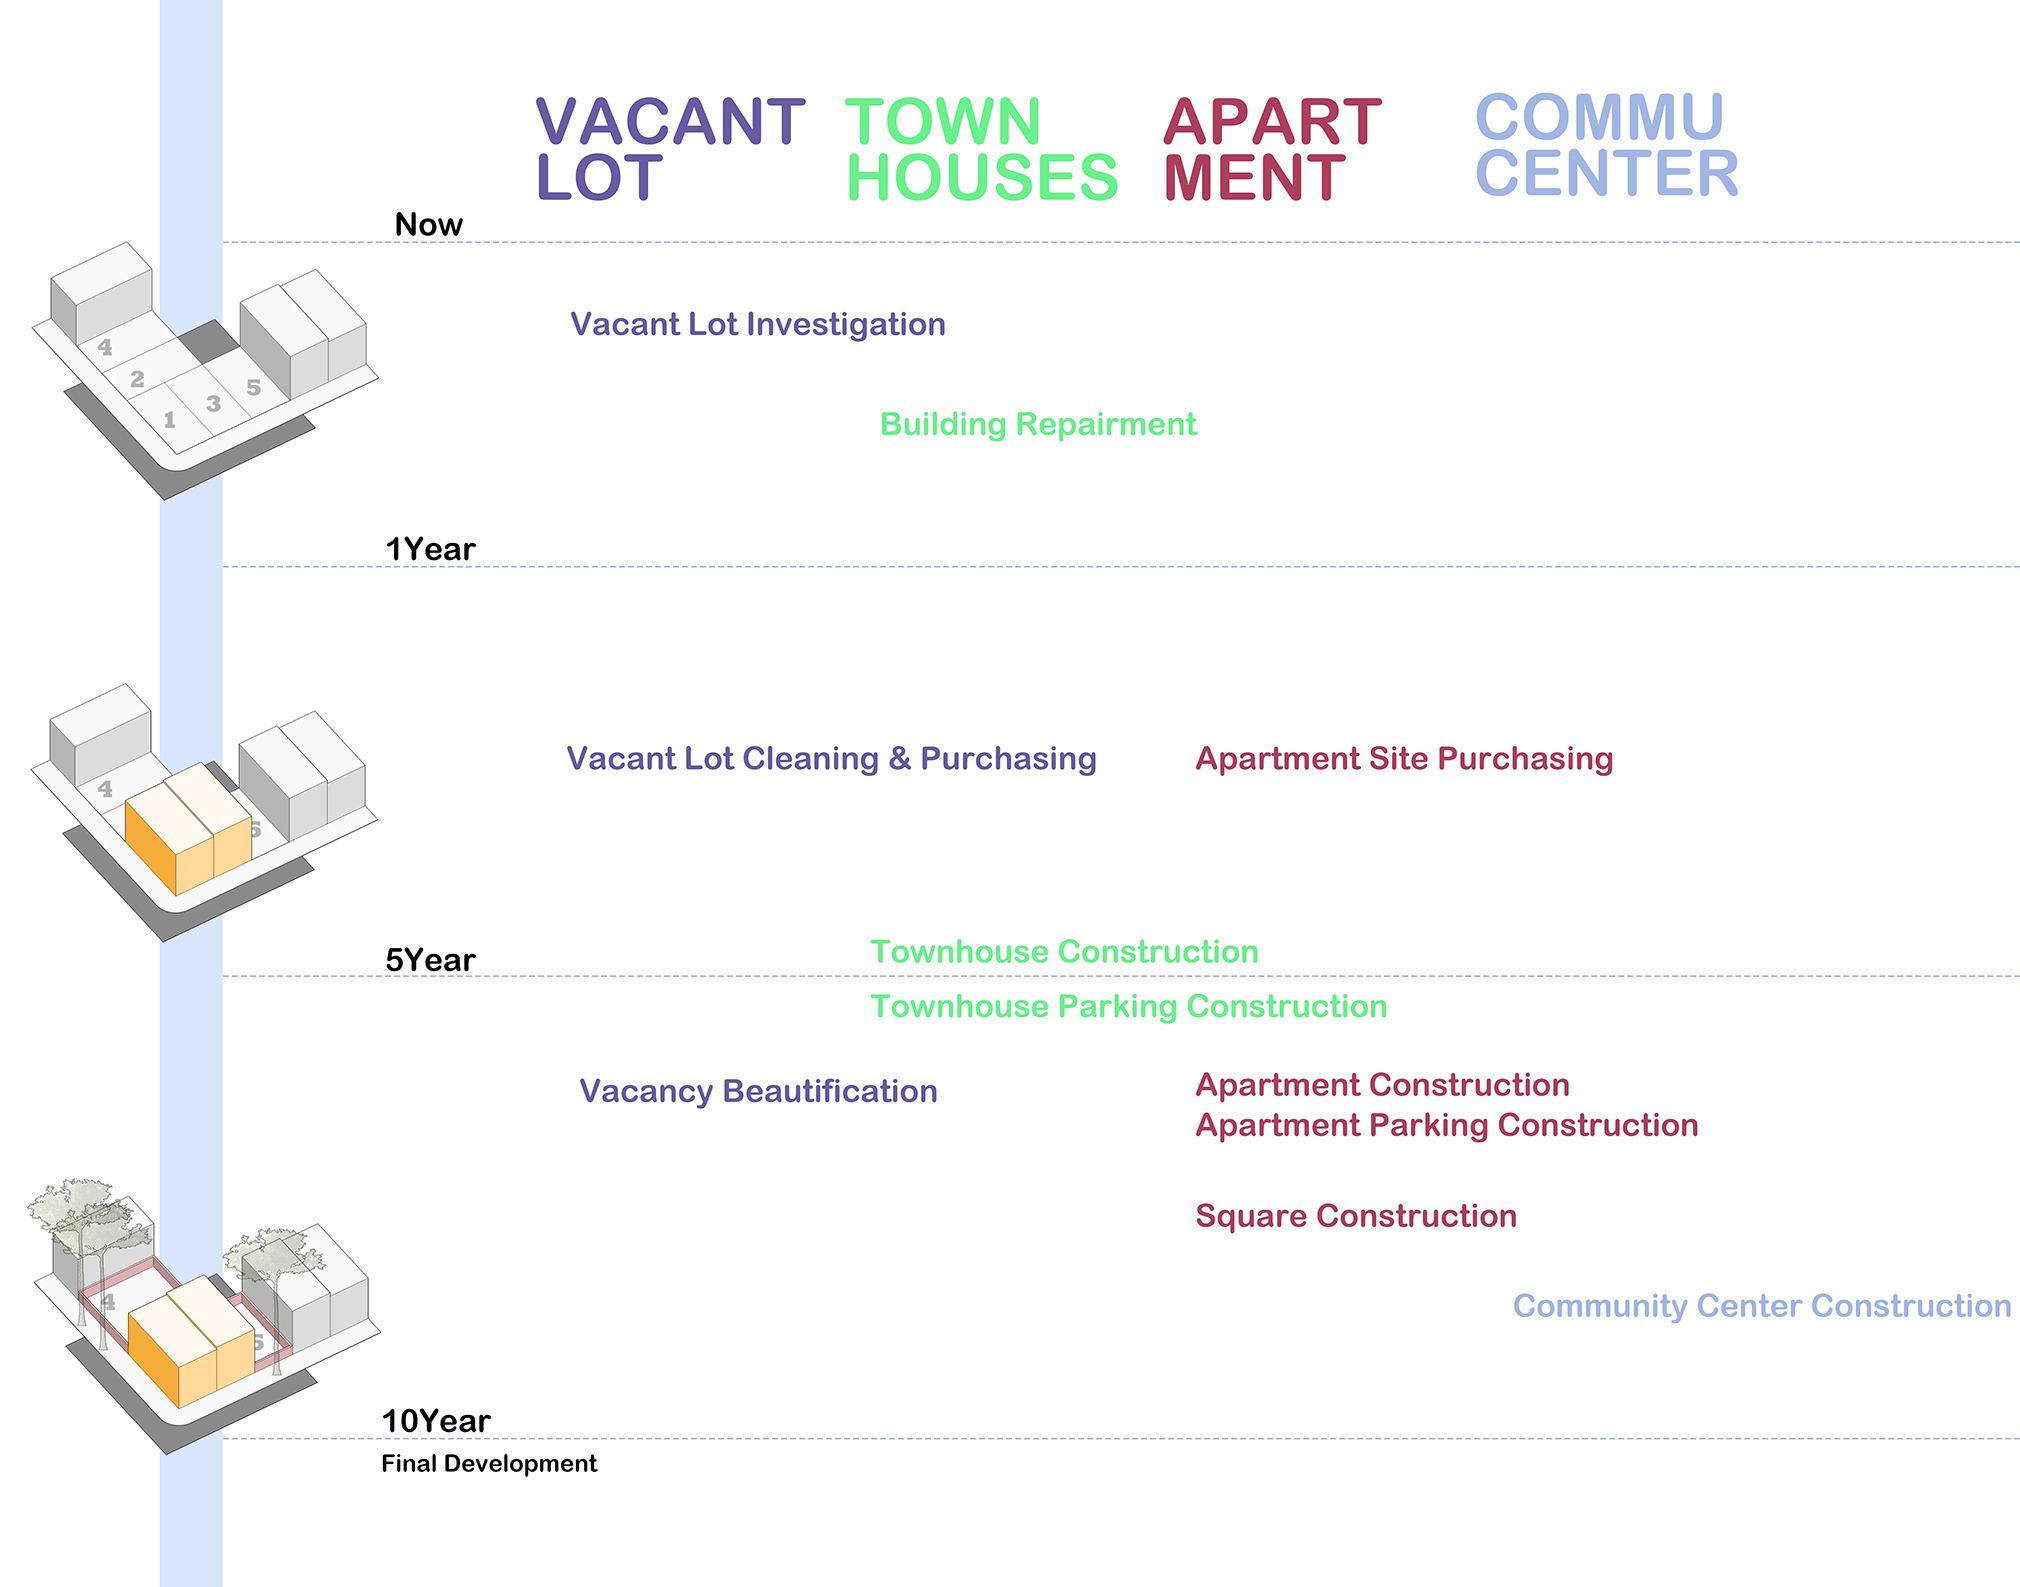 VACANT
LOT
TOWN
HOUSES
APART
MENT
COMMU
CENTER
Now
4
2
1
3
5
Vacant Lot Investigation
Building Repairment
1Year
4
5
Vacant Lot Cleaning & Purchasing
Apartment Site Purchasing
Townhouse Construction
5Year
Townhouse Parking Construction
Vacancy Beautification
Apartment Construction
Apartment Parking Construction
Square Construction
4
5
Community Center Construction
10Year
Final Development